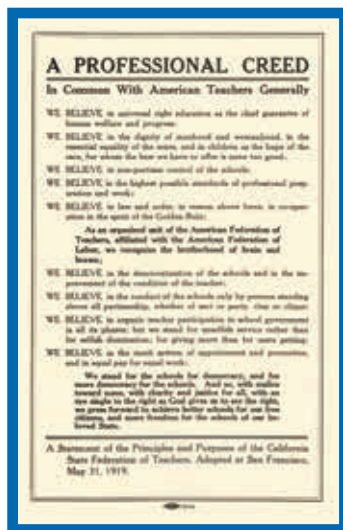 A PROFESSIONAL CREED
In Common With American Teachers Generally
WE BELIEVE in universal right education as the chief guarantee of
human welfare and progress.
WE BELIEVE in the dignity of manhood and womanhood, in the
essential equality of the sexes, and in children as the hope of the
race, for whom the best we have to offer is none too good.
WE BELIEVE in non-partisan control of the schools.
WE BELIEVE in the highest possible standards of professional prep-
aration and work;
WE BELIEVE in law and order, in reason above force, in co-oper-
ation in the spirit of the Golden Rule:
As an organized unit of the American Federation of
Teachers, affiliated with the American Federation of
Labor, we recognize the brotherhood of brain and
brawn;
WE BELIEVE in the democratization of the schools and in the im-
provement of the condition of the teacher;
WE BELIEVE in the conduct of the schools only by persons standing
above all partisanship, whether of sect or party, clan or clique;
WE BELIEVE in organic teacher participation in school government
in all its phases; but we stand for unselfish service rather than
for selfish domination; for giving more than for mere getting;
WE BELIEVE in the merit system of appointment and promotion,
and in equal pay for equal work;
We stand for the schools for democracy, and for
more democracy for the schools. And so, with malice
toward none, with charity and justice for all, with an
eye single to the right as God gives us to see the right,
we press forward to achieve better schools for our free
citizens, and more freedom for the schools of our be-
loved State.
A Statement of the Principles and Purposes of the California
State Federation of Teachers. Adopted at San Francisco,
May 31, 1919.